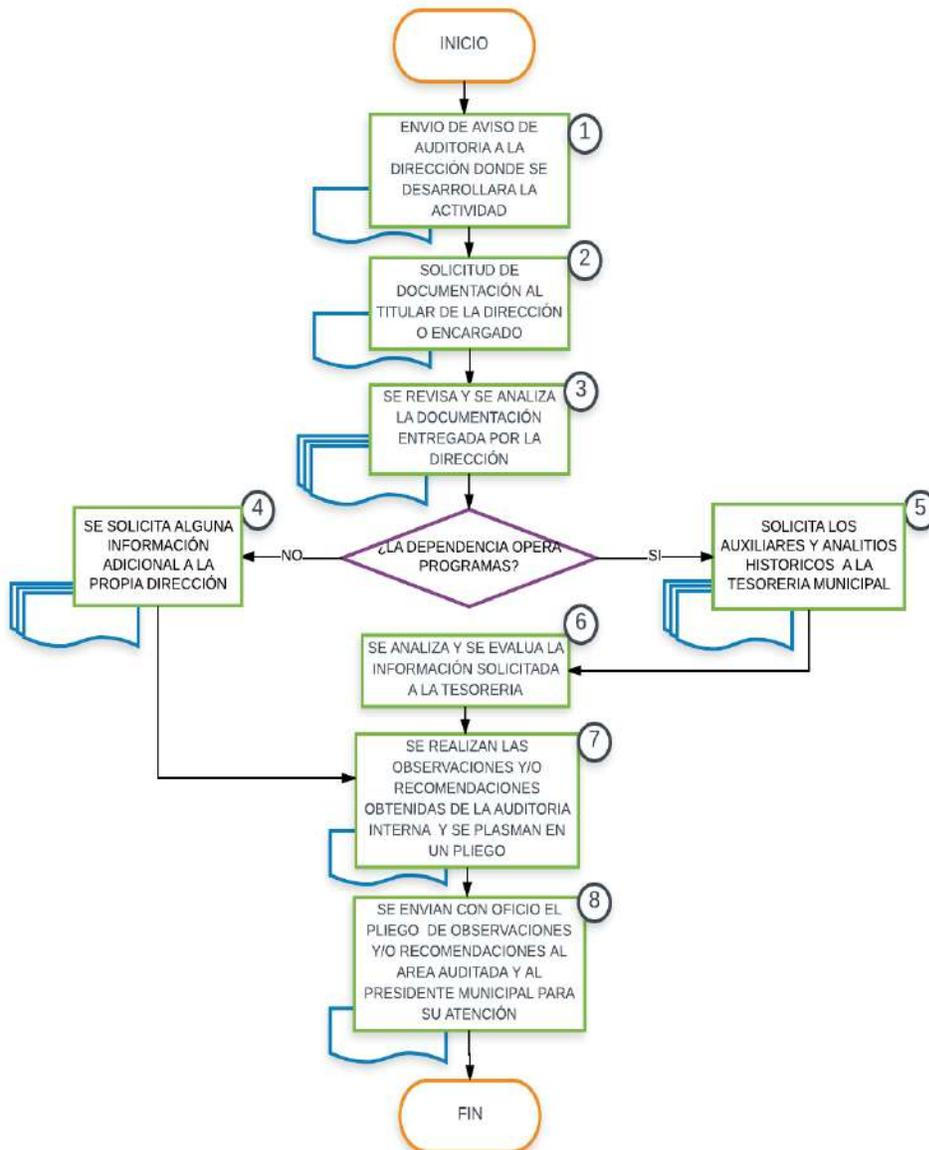 INICIO
1
ENVIO DE AVISO DE
AUDITORIA A LA
DIRECCIÓN DONDE SE
DESARROLLARA LA
ACTIVIDAD
2
SOLICITUD DE
DOCUMENTACIÓN AL
TITULAR DE LA DIRECCIÓN
O ENCARGADO
3
SE REVISA Y SE ANALIZA
LA DOCUMENTACIÓN
ENTREGADA POR LA
DIRECCIÓN
¿LA DEPENDENCIA OPERA
PROGRAMAS?
NO
4
SE SOLICITA ALGUNA
INFORMACIÓN
ADICIONAL A LA
PROPIA DIRECCIÓN
SI
5
SOLICITA LOS
AUXILIARES Y ANALITIOS
HISTORICOS A LA
TESORERIA MUNICIPAL
6
SE ANALIZA Y SE EVALUA LA
INFORMACIÓN SOLICITADA
A LA TESORERIA
7
SE REALIZAN LAS
OBSERVACIONES Y/O
RECOMENDACIONES
OBTENIDAS DE LA AUDITORIA
INTERNA Y SE PLASMAN EN
UN PLIEGO
8
SE ENVIAN CON OFICIO EL
PLIEGO DE OBSERVACIONES
Y/O RECOMENDACIONES AL
AREA AUDITADA Y AL
PRESIDENTE MUNICIPAL PARA
SU ATENCIÓN
FIN